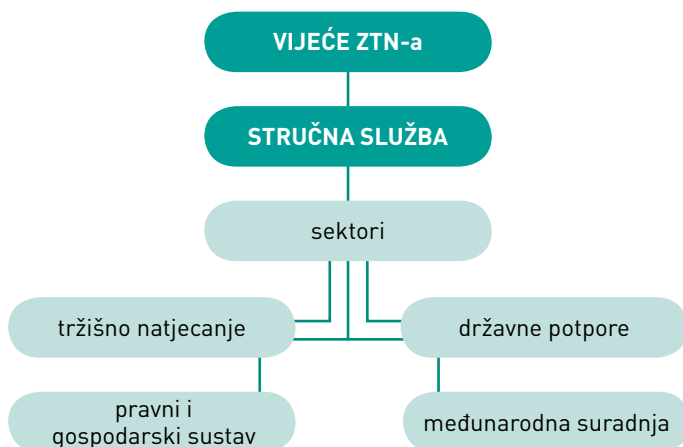 VIJEĆE ZTN-a
STRUČNA SLUŽBA
sektori
tržišno natjecanje
državne potpore
pravni i
gospodarski sustav
međunarodna suradnja